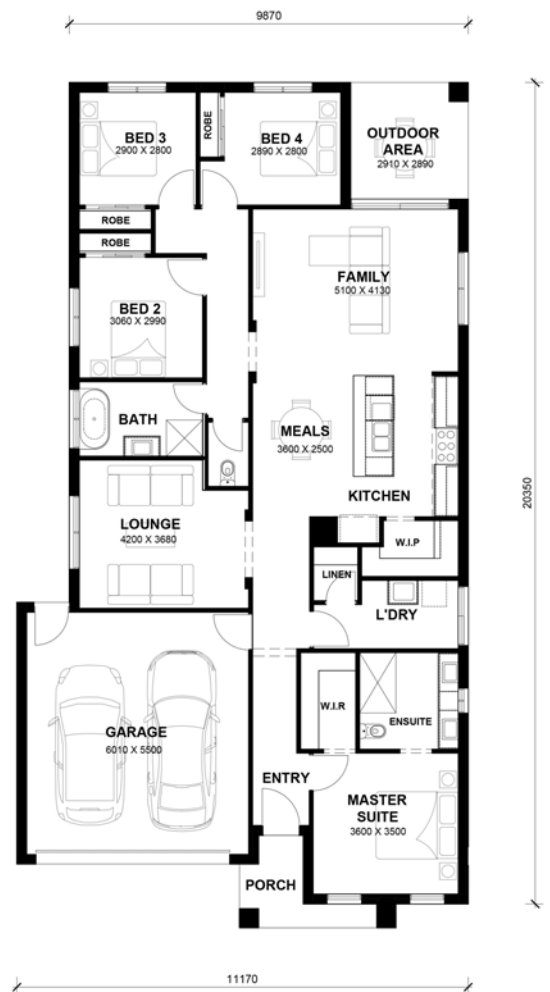 9870
BED 3
2900 X 2800
ROBE
BED 4
2890 X 2800
OUTDOOR
AREA
2910 X 2890
ROBE
ROBE
FAMILY
5100 X 4130
BED 2
3060 X 2990
BATH
MEALS
3600 X 2500
20350
KITCHEN
LOUNGE
4200 X 3680
W.I.P
LINEN
L'DRY
W.I.R
ENSUITE
GARAGE
6010 X 5500
ENTRY
MASTER
SUITE
3600 X 3500
PORCH
11170